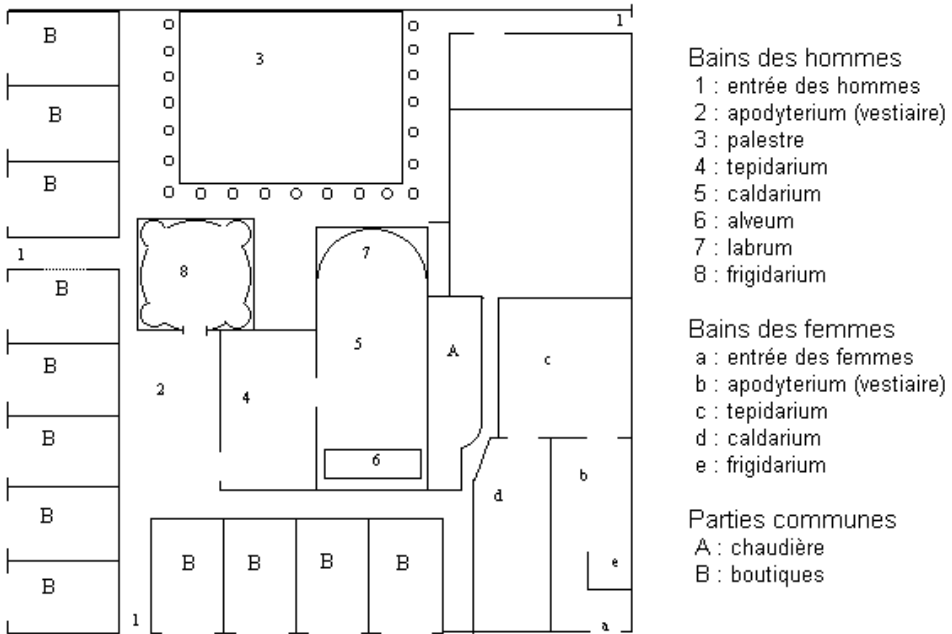 B
1
3
B
B
1
8
7
B
5
A
c
B
2
4
B
6
b
d
B
B
B
B
B
B
e
1
a
Bains des hommes
1 : entrée des hommes
2 : apodyterium (vestiaire)
3 : palestre
4 : tepidarium
5 : caldarium
6 : alveum
7 : labrum
8 : frigidarium
Bains des femmes
a : entrée des femmes
b : apodyterium (vestiaire)
c : tepidarium
d : caldarium
e : frigidarium
Parties communes
A : chaudière
B : boutiques